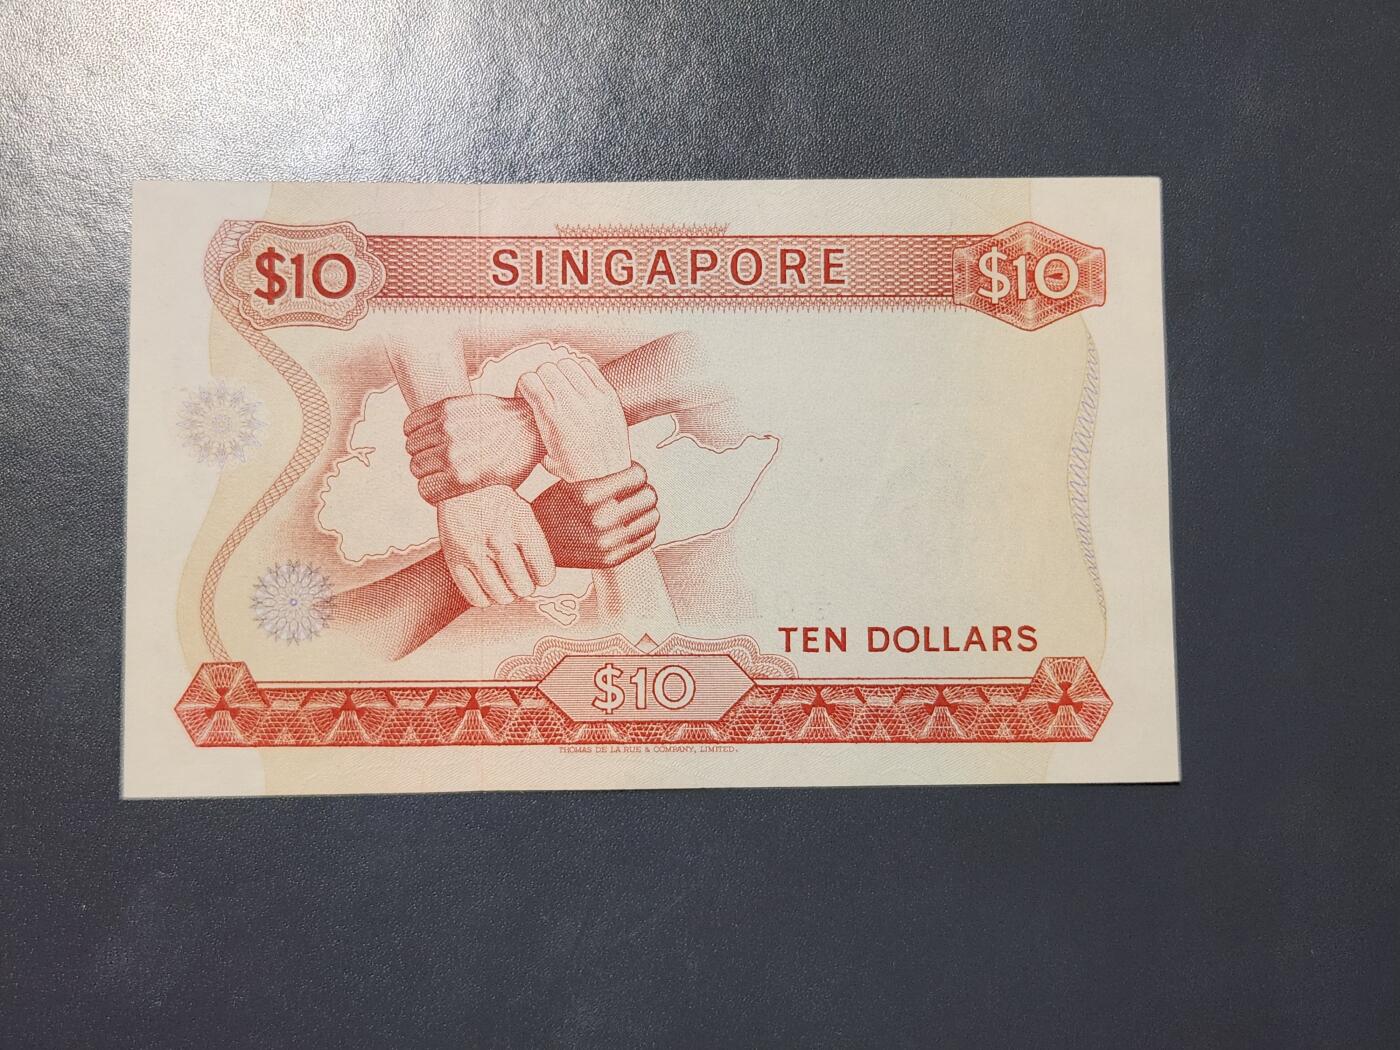 $10 SINGAPORE $10
TEN DOLLARS
$10
THOMAS DE LA RUE & COMPANY, LIMITED.